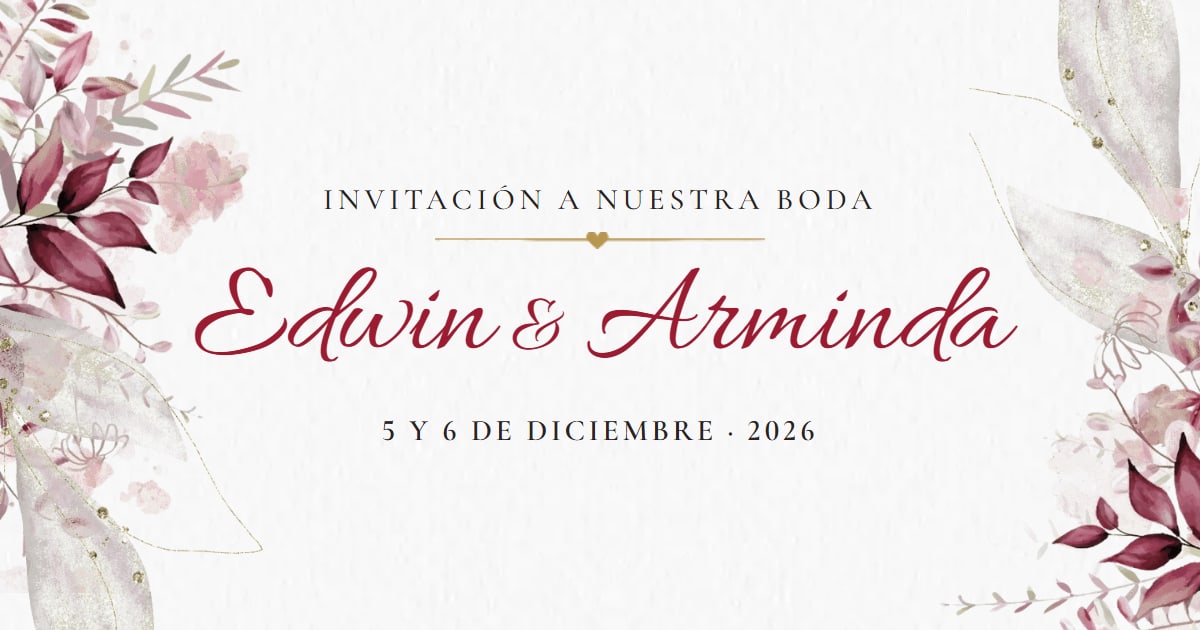 INVITACIÓN A NUESTRA BODA
Edwin & Arminda
5 Y 6 DE DICIEMBRE · 2026